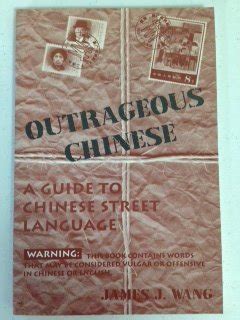 8
OUTRAGEOUS
CHINESE
A GUIDE TO
CHINESE STREET
LANGUAGE
WARNING: THIS BOOK CONTAINS WORDS
THAT MAY BE CONSIDERED VULGAR OR OFFENSIVE
IN CHINESE OR ENGLISH
JAMES J. WANG